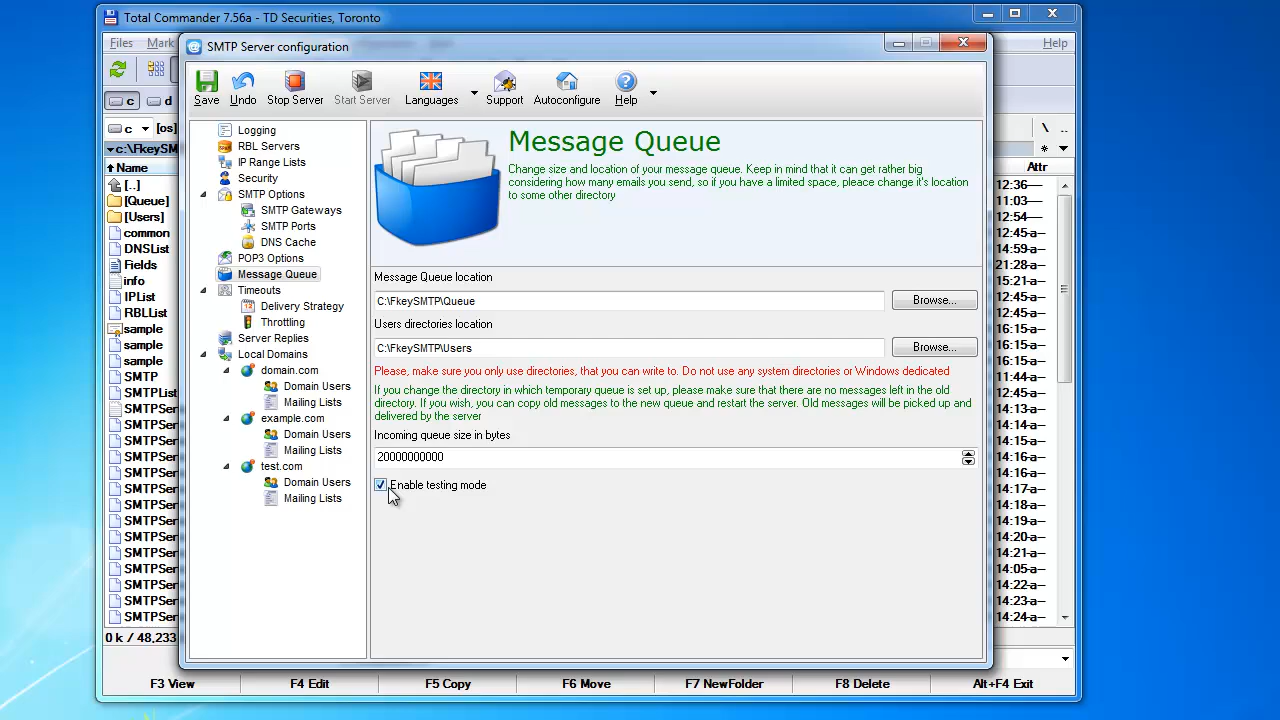 Total Commander 7.56a - TD Securities, Toronto
Files Mark Help
SMTP Server configuration
Save Undo Stop Server Start Server Languages Support Autoconfigure Help
c d
c [os] \ ..
c:\FkeySM * 
Name Attr
[..] 12:36
[Queue] 11:03
[Users] 12:54
common 12:45 -a--
DNSList 14:59 -a--
Fields 21:28 -a--
info 15:21 -a--
IPList 12:45 -a--
RBLList 12:45 -a--
sample 16:15 -a--
sample 16:15 -a--
sample 16:15 -a--
SMTP 11:44 -a--
SMTPList 12:45 -a--
SMTPSer 14:13 -a--
SMTPSer 14:14 -a--
SMTPSer 14:15 -a--
SMTPSer 14:16 -a--
SMTPSer 14:16 -a--
SMTPSer 14:17 -a--
SMTPSer 14:18 -a--
SMTPSer 14:19 -a--
SMTPSer 14:20 -a--
SMTPSer 14:21 -a--
SMTPSer 14:05 -a--
SMTPSer 14:22 -a--
SMTPSer 14:23 -a--
SMTPSer 14:24 -a--
0 k / 48,233
Logging
RBL Servers
IP Range Lists
Security
SMTP Options
SMTP Gateways
SMTP Ports
DNS Cache
POP3 Options
Message Queue
Timeouts
Delivery Strategy
Throttling
Server Replies
Local Domains
domain.com
Domain Users
Mailing Lists
example.com
Domain Users
Mailing Lists
test.com
Domain Users
Mailing Lists
Message Queue
Change size and location of your message queue. Keep in mind that it can get rather big
considering how many emails you send, so if you have a limited space, pleace change it's location
to some other directory
Message Queue location
C:\FkeySMTP\Queue Browse...
Users directories location
C:\FkeySMTP\Users Browse...
Please, make sure you only use directories, that you can write to. Do not use any system directories or Windows dedicated
If you change the directory in which temporary queue is set up, please make sure that there are no messages left in the old
directory. If you wish, you can copy old messages to the new queue and restart the server. Old messages will be picked up and
delivered by the server
Incoming queue size in bytes
20000000000
Enable testing mode
F3 View F4 Edit F5 Copy F6 Move F7 NewFolder F8 Delete Alt+F4 Exit